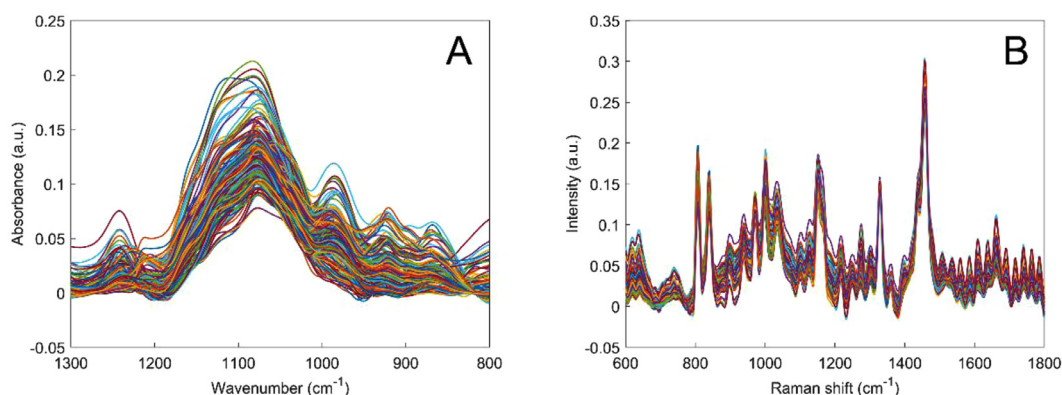 A
0.25
0.2
0.15
0.1
0.05
0
-0.05
Absorbance (a.u.)
1300 1200 1100 1000 900 800
Wavenumber (cm⁻¹)
B
0.35
0.3
0.25
0.2
0.15
0.1
0.05
0
-0.05
Intensity (a.u.)
600 800 1000 1200 1400 1600 1800
Raman shift (cm⁻¹)